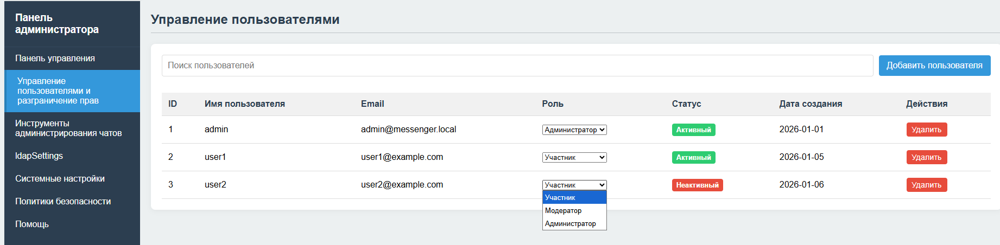 Панель
администратора
Панель управления
Управление
пользователями и
разграничение прав
Инструменты
администрирования чатов
ldapSettings
Системные настройки
Политики безопасности
Помощь
Управление пользователями
Поиск пользователей
Добавить пользователя
ID Имя пользователя Email Роль Статус Дата создания Действия
1 admin admin@messenger.local Администратор Активный 2026-01-01 Удалить
2 user1 user1@example.com Участник Активный 2026-01-05 Удалить
3 user2 user2@example.com Участник Неактивный 2026-01-06 Удалить
Участник
Модератор
Администратор